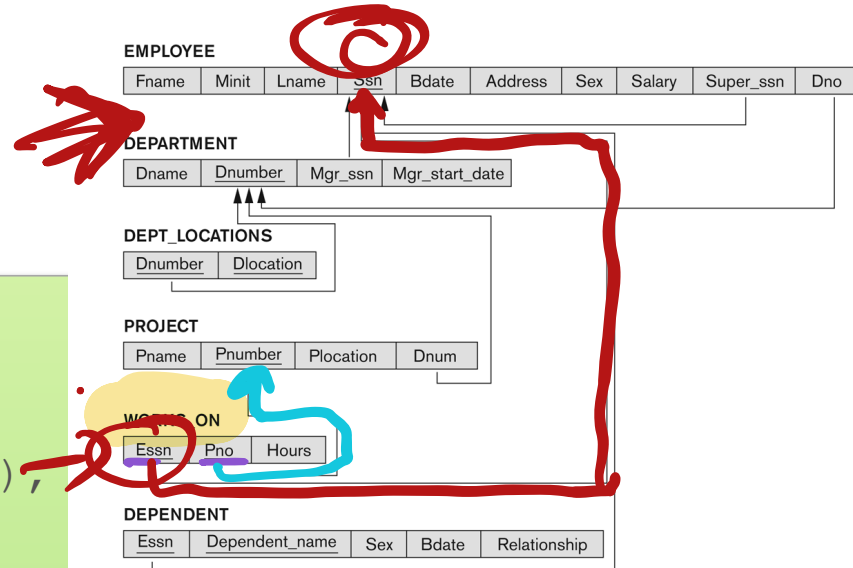 EMPLOYEE
Fname Minit Lname Ssn Bdate Address Sex Salary Super_ssn Dno
DEPARTMENT
Dname Dnumber Mgr_ssn Mgr_start_date
DEPT_LOCATIONS
Dnumber Dlocation
PROJECT
Pname Pnumber Plocation Dnum
WORKS_ON
Essn Pno Hours
),
DEPENDENT
Essn Dependent_name Sex Bdate Relationship